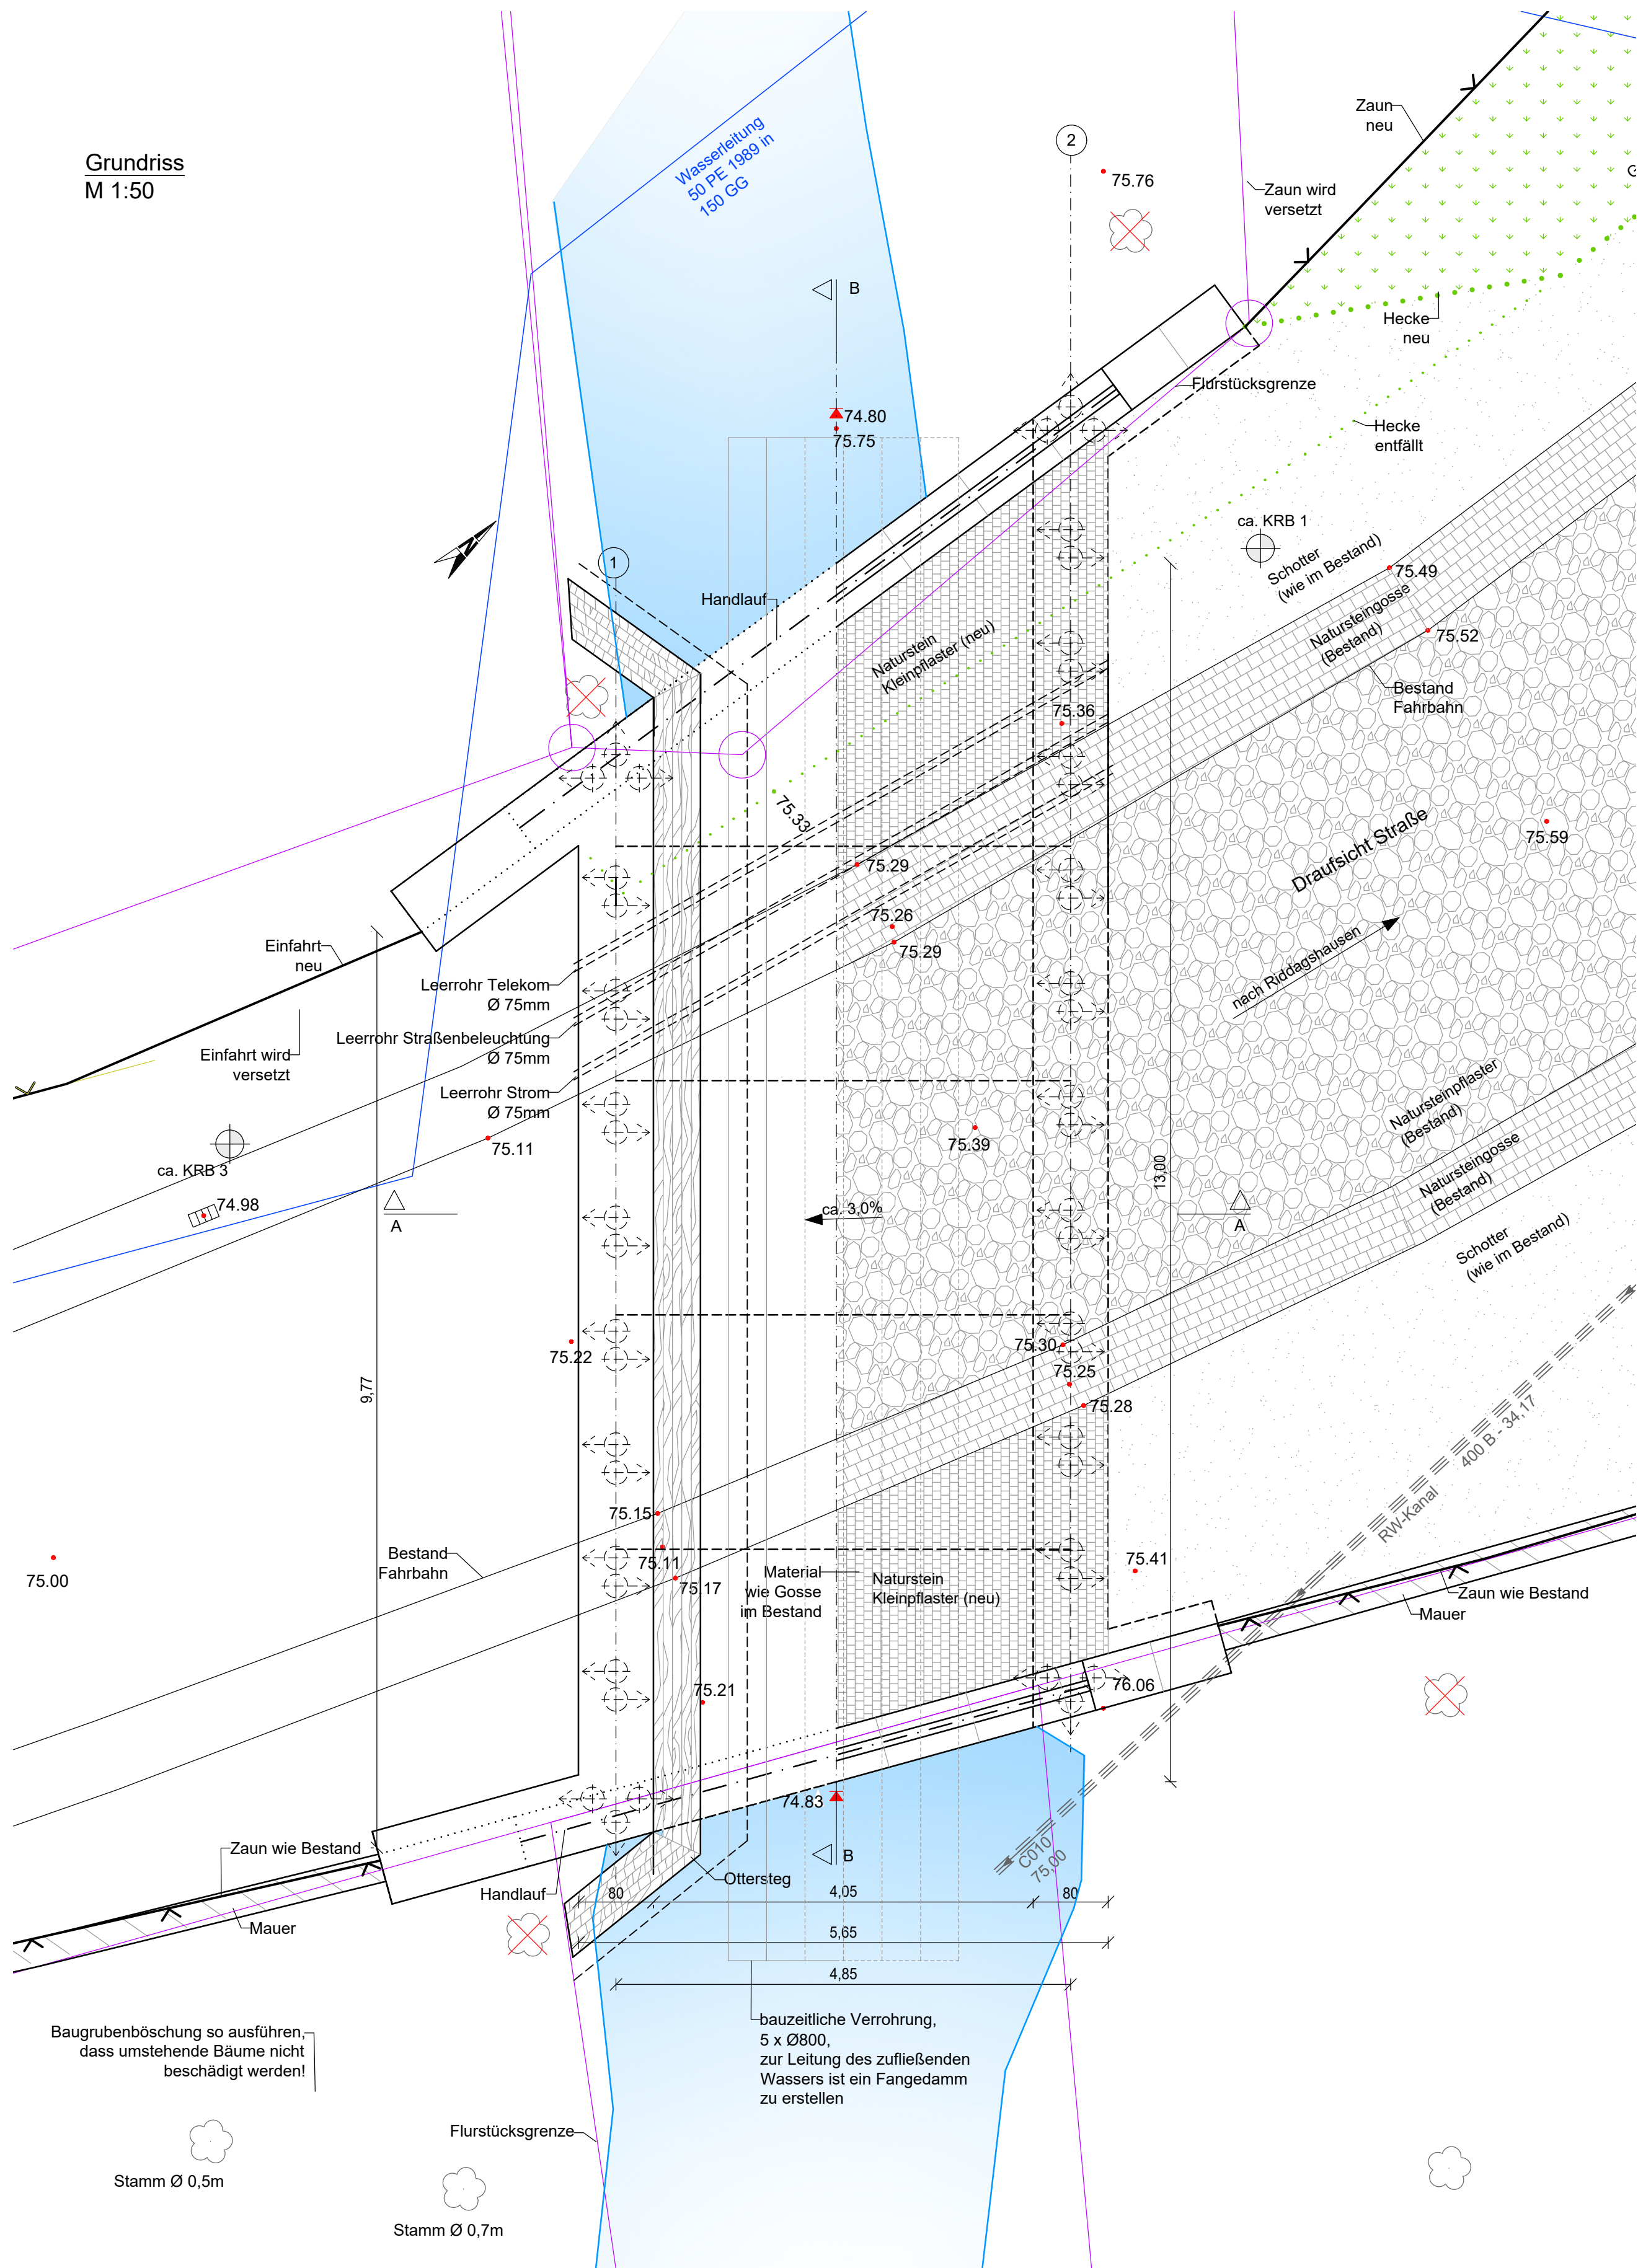 Grundriss
M 1:50
Wasserleitung
50 PE 1989 in
150 GG
2
75.76
Zaun
neu
Zaun wird
versetzt
B
Hecke
neu
Flurstücksgrenze
74.80
75.75
Hecke
entfällt
N
1
ca. KRB 1
Schotter
(wie im Bestand)
75.49
Handlauf
Natursteingosse
(Bestand)
75.52
Naturstein
Kleinpflaster (neu)
Bestand
Fahrbahn
75.36
75.33
75.29
75.59
Draufsicht Straße
75.26
75.29
nach Riddagshausen
Einfahrt
neu
Leerrohr Telekom
Ø 75mm
Leerrohr Straßenbeleuchtung
Ø 75mm
Einfahrt wird
versetzt
Leerrohr Strom
Ø 75mm
75.11
75.39
Natursteinpflaster
(Bestand)
ca. KRB 3
13,00
Natursteingosse
(Bestand)
74.98
A
ca. 3,0%
A
Schotter
(wie im Bestand)
75.22
75.30
75.25
75.28
9,77
400 B - 34,17
RW-Kanal
75.15
75.11
75.17
Bestand
Fahrbahn
75.00
Material
wie Gosse
im Bestand
Naturstein
Kleinpflaster (neu)
75.41
Zaun wie Bestand
Mauer
75.21
76.06
74.83
Zaun wie Bestand
B
C010
75,00
Handlauf
Ottersteg
80
4,05
80
Mauer
5,65
4,85
bauzeitliche Verrohrung,
5 x Ø800,
zur Leitung des zufließenden
Wassers ist ein Fangedamm
zu erstellen
Baugrubenböschung so ausführen,
dass umstehende Bäume nicht
beschädigt werden!
Flurstücksgrenze
Stamm Ø 0,5m
Stamm Ø 0,7m